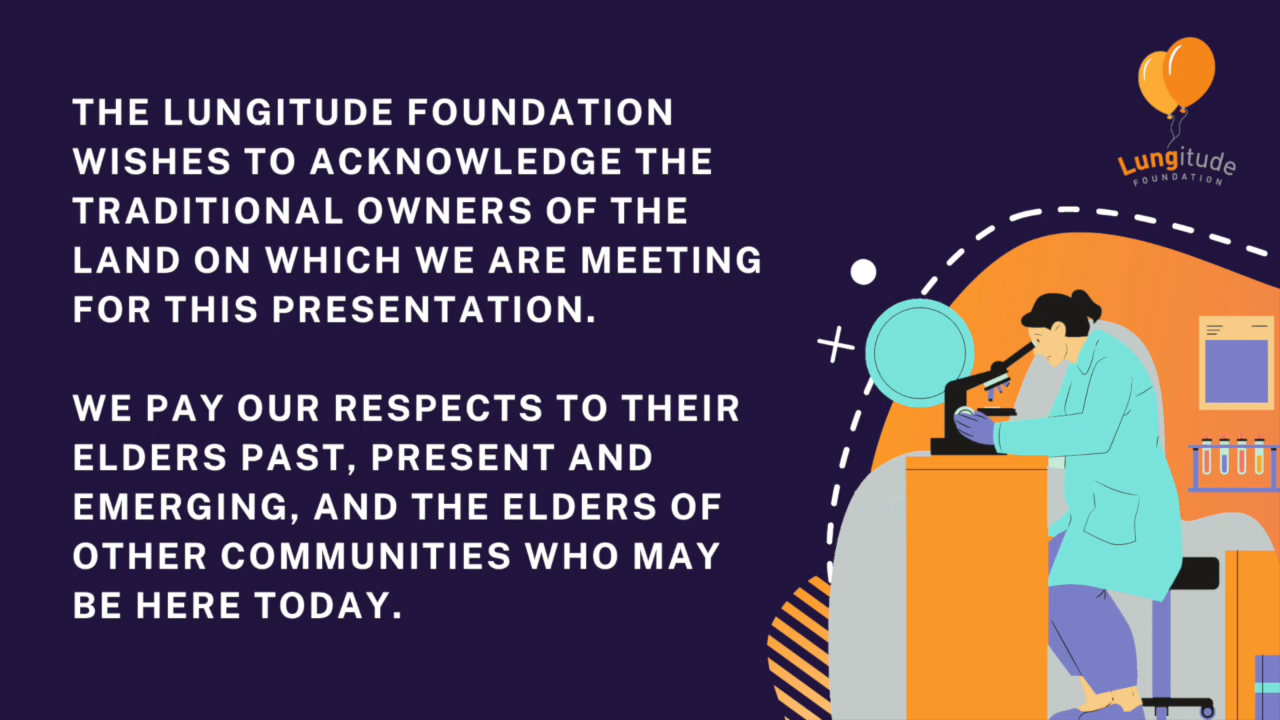 THE LUNGITUDE FOUNDATION
WISHES TO ACKNOWLEDGE THE
TRADITIONAL OWNERS OF THE
LAND ON WHICH WE ARE MEETING
FOR THIS PRESENTATION.
WE PAY OUR RESPECTS TO THEIR
ELDERS PAST, PRESENT AND
EMERGING, AND THE ELDERS OF
OTHER COMMUNITIES WHO MAY
BE HERE TODAY.
Lungitude
FOUNDATION